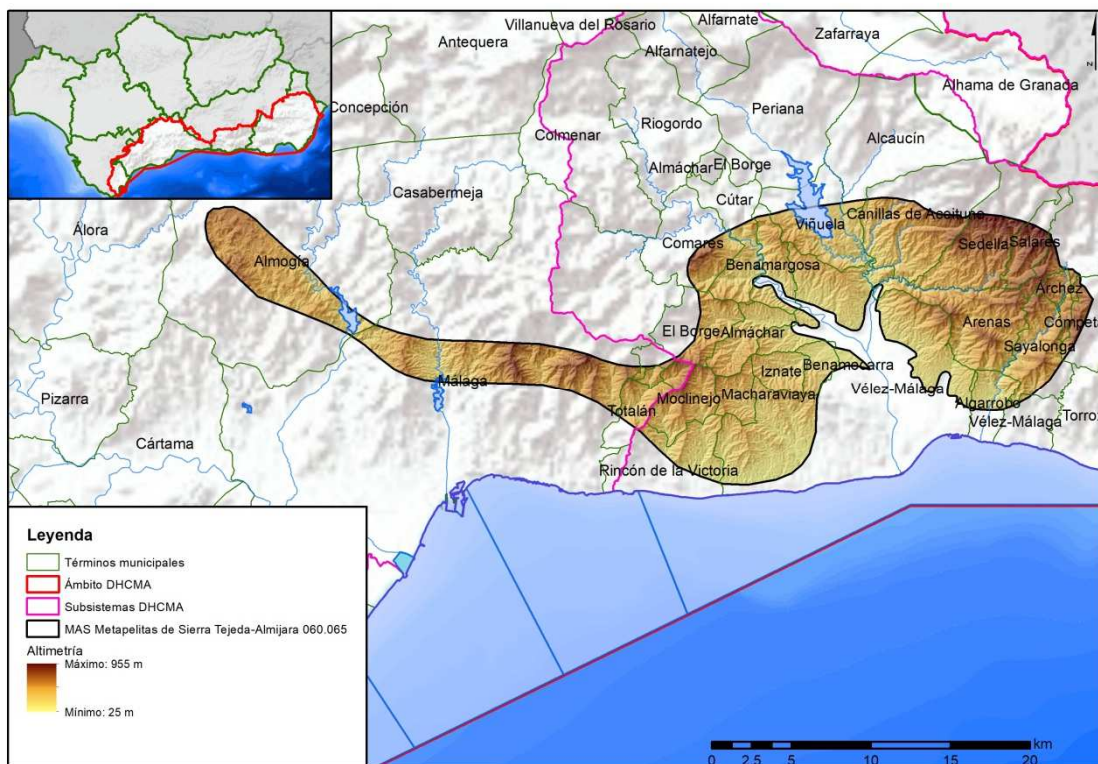 Villanueva del Rosario
Alfarnate
Zafarraya
Antequera
Alfarnatejo
Alhama de Granada
Concepción
Periana
Colmenar
Riogordo
Alcaucín
Almáchar
El Borge
Casabermeja
Cútar
Canillas de Aceituno
Viñuela
Álora
Comares
Sedella
Salares
Almogía
Benamargosa
Árchez
El Borge
Almáchar
Arenas
Cómpeta
Sayalonga
Iznate
Benamocarra
Málaga
Macharaviaya
Vélez-Málaga
Moclinejo
Algarrobo
Pizarra
Totalán
Vélez-Málaga
Torrox
Cártama
Rincón de la Victoria
Leyenda
Términos municipales
Ámbito DHCMA
Subsistemas DHCMA
MAS Metapelitas de Sierra Tejeda-Almijara 060.065
Altimetría
Máximo: 955 m
Mínimo: 25 m
km
0 2.5 5 10 15 20